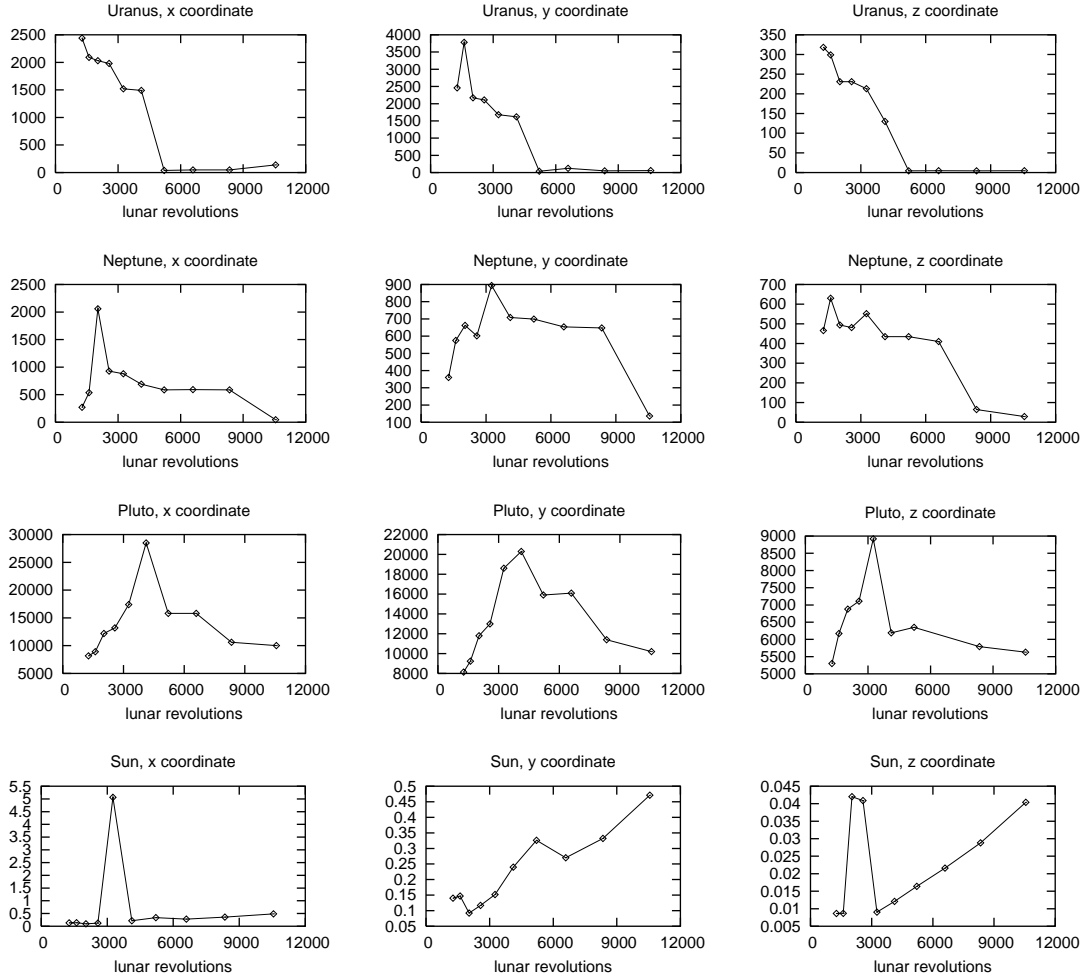 Uranus, x coordinate
2500
2000
1500
1000
500
0
0 3000 6000 9000 12000
lunar revolutions
Uranus, y coordinate
4000
3500
3000
2500
2000
1500
1000
500
0
0 3000 6000 9000 12000
lunar revolutions
Uranus, z coordinate
350
300
250
200
150
100
50
0
0 3000 6000 9000 12000
lunar revolutions
Neptune, x coordinate
2500
2000
1500
1000
500
0
0 3000 6000 9000 12000
lunar revolutions
Neptune, y coordinate
900
800
700
600
500
400
300
200
100
0 3000 6000 9000 12000
lunar revolutions
Neptune, z coordinate
700
600
500
400
300
200
100
0
0 3000 6000 9000 12000
lunar revolutions
Pluto, x coordinate
30000
25000
20000
15000
10000
5000
0 3000 6000 9000 12000
lunar revolutions
Pluto, y coordinate
22000
20000
18000
16000
14000
12000
10000
8000
0 3000 6000 9000 12000
lunar revolutions
Pluto, z coordinate
9000
8500
8000
7500
7000
6500
6000
5500
5000
0 3000 6000 9000 12000
lunar revolutions
Sun, x coordinate
5.5
5
4.5
4
3.5
3
2.5
2
1.5
1
0.5
0
0 3000 6000 9000 12000
lunar revolutions
Sun, y coordinate
0.5
0.45
0.4
0.35
0.3
0.25
0.2
0.15
0.1
0.05
0 3000 6000 9000 12000
lunar revolutions
Sun, z coordinate
0.045
0.04
0.035
0.03
0.025
0.02
0.015
0.01
0.005
0 3000 6000 9000 12000
lunar revolutions